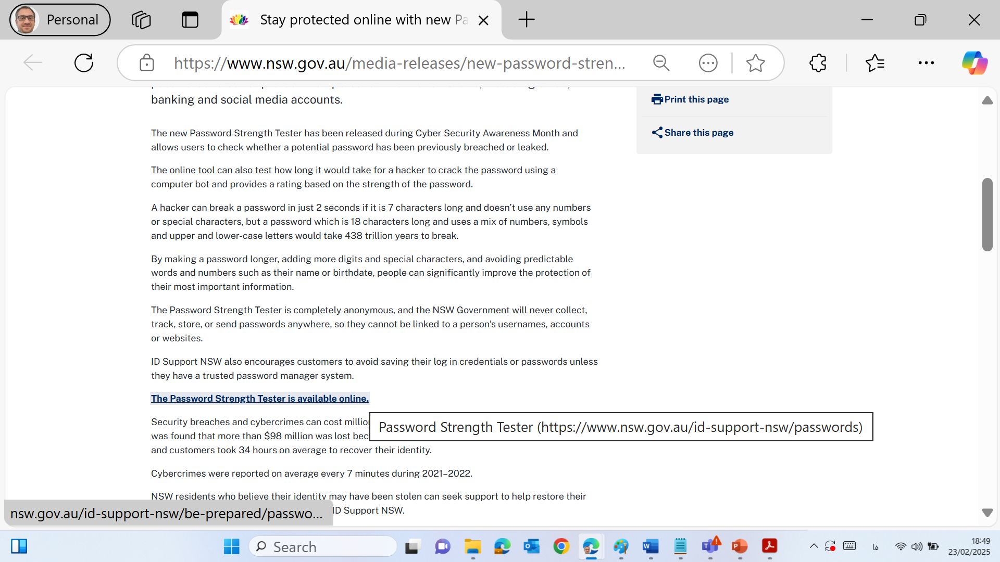 Personal
Stay protected online with new Pa
https://www.nsw.gov.au/media-releases/new-password-stren...
banking and social media accounts.
Print this page
Share this page
The new Password Strength Tester has been released during Cyber Security Awareness Month and
allows users to check whether a potential password has been previously breached or leaked.
The online tool can also test how long it would take for a hacker to crack the password using a
computer bot and provides a rating based on the strength of the password.
A hacker can break a password in just 2 seconds if it is 7 characters long and doesn’t use any numbers
or special characters, but a password which is 18 characters long and uses a mix of numbers, symbols
and upper and lower-case letters would take 438 trillion years to break.
By making a password longer, adding more digits and special characters, and avoiding predictable
words and numbers such as their name or birthdate, people can significantly improve the protection of
their most important information.
The Password Strength Tester is completely anonymous, and the NSW Government will never collect,
track, store, or send passwords anywhere, so they cannot be linked to a person’s usernames, accounts
or websites.
ID Support NSW also encourages customers to avoid saving their log in credentials or passwords unless
they have a trusted password manager system.
The Password Strength Tester is available online.
Security breaches and cybercrimes can cost million
Password Strength Tester (https://www.nsw.gov.au/id-support-nsw/passwords)
was found that more than $98 million was lost bec
and customers took 34 hours on average to recover their identity.
Cybercrimes were reported on average every 7 minutes during 2021–2022.
NSW residents who believe their identity may have been stolen can seek support to help restore their
ID Support NSW.
nsw.gov.au/id-support-nsw/be-prepared/passwo...
Search
فا
18:49
23/02/2025